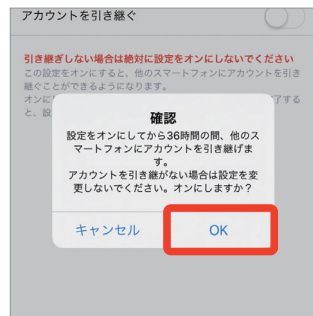 アカウントを引き継ぐ
引き継ぎしない場合は絶対に設定をオンにしないでください
この設定をオンにすると、他のスマートフォンにアカウントを引き
継ぐことができるようになります。
オンに
了する
と、設
確認
設定をオンにしてから36時間の間、他のス
マートフォンにアカウントを引き継げま
す。
アカウントを引き継がない場合は設定を変
更しないでください。オンにしますか？
キャンセル
OK